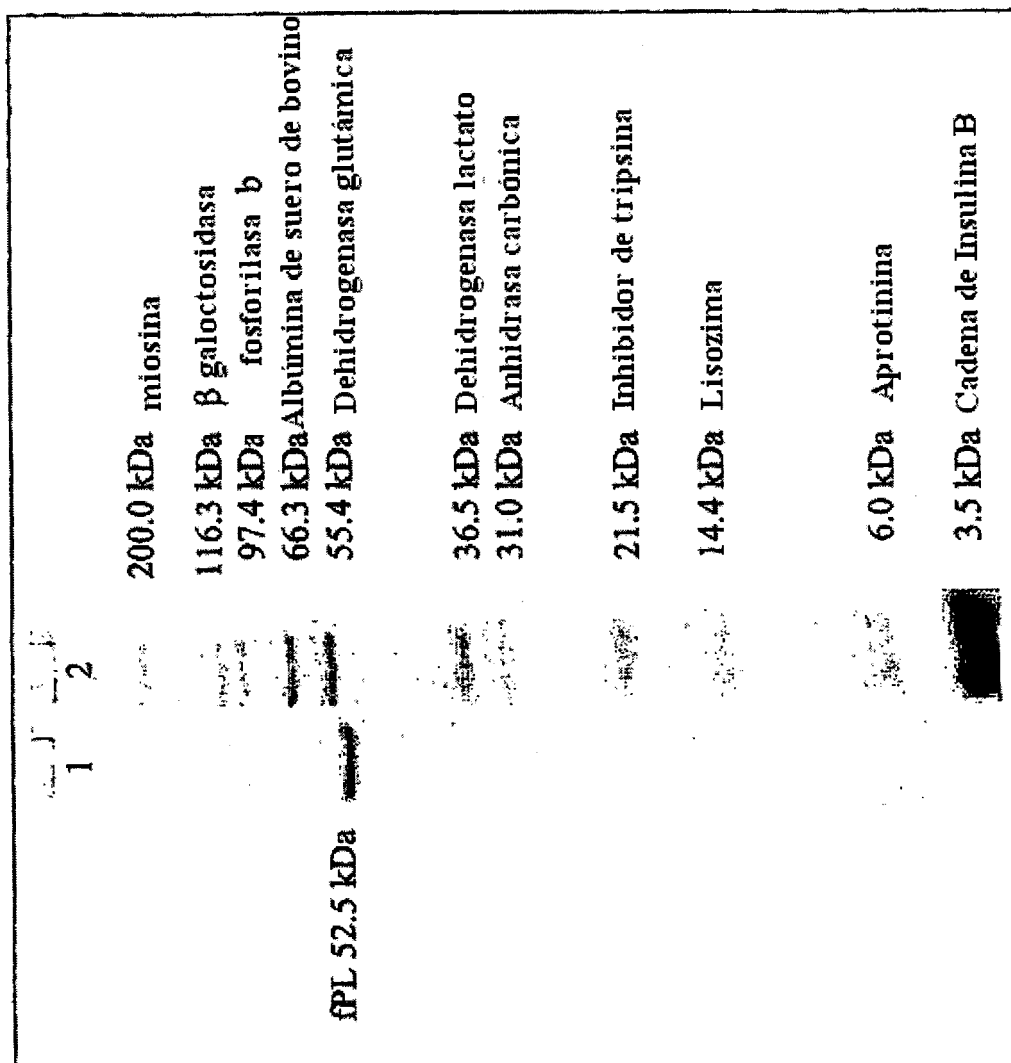 1
2
200.0 kDa miosina
116.3 kDa β galoctosidasa
97.4 kDa fosforilasa b
66.3 kDa Albúmina de suero de bovino
55.4 kDa Dehidrogenasa glutámica
fPL 52.5 kDa
36.5 kDa Dehidrogenasa lactato
31.0 kDa Anhidrasa carbónica
21.5 kDa Inhibidor de tripsina
14.4 kDa Lisozima
6.0 kDa Aprotinina
3.5 kDa Cadena de Insulina B